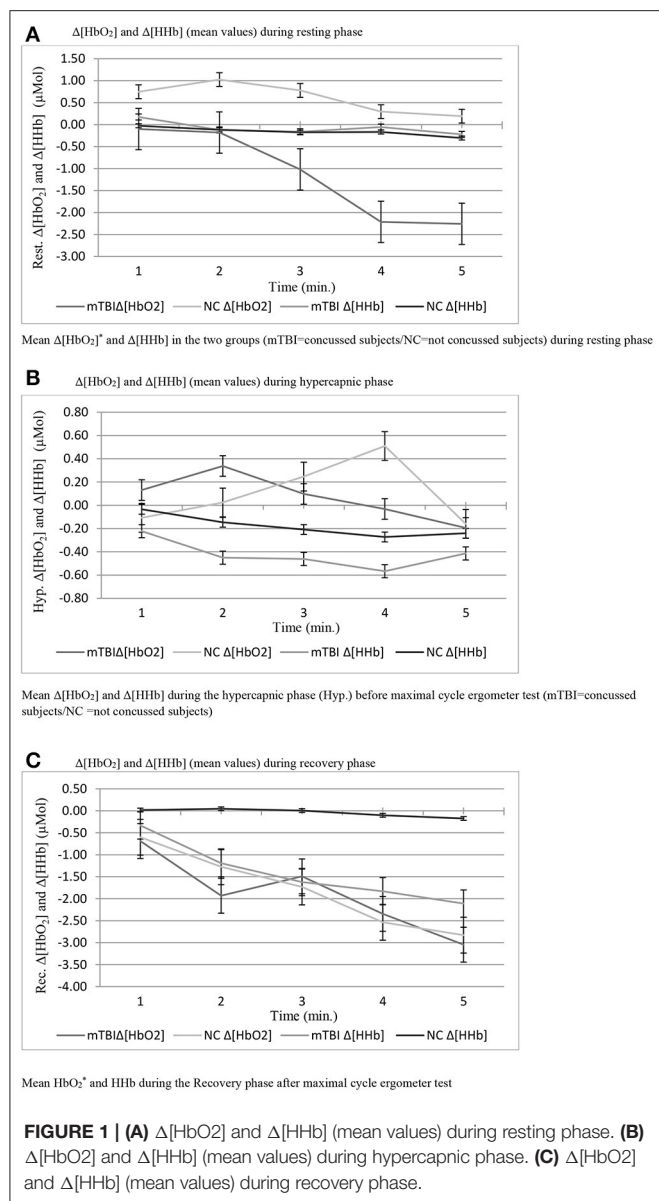 A
Δ[HbO₂] and Δ[HHb] (mean values) during resting phase
Rest. Δ[HbO₂] and Δ[HHb] (µMol)
1.50
1.00
0.50
0.00
-0.50
-1.00
-1.50
-2.00
-2.50
-3.00
1 2 3 4 5
Time (min.)
mTBIΔ[HbO2] NC Δ[HbO2] mTBI Δ[HHb] NC Δ[HHb]
Mean Δ[HbO₂]* and Δ[HHb] in the two groups (mTBI=concussed subjects/NC=not concussed subjects) during resting phase
B
Δ[HbO₂] and Δ[HHb] (mean values) during hypercapnic phase
Hyp. Δ[HbO₂] and Δ[HHb] (µMol)
0.80
0.60
0.40
0.20
0.00
-0.20
-0.40
-0.60
-0.80
1 2 3 4 5
Time (min.)
mTBIΔ[HbO2] NC Δ[HbO2] mTBI Δ[HHb] NC Δ[HHb]
Mean Δ[HbO₂] and Δ[HHb] during the hypercapnic phase (Hyp.) before maximal cycle ergometer test (mTBI=concussed
subjects/NC =not concussed subjects)
C
Δ[HbO₂] and Δ[HHb] (mean values) during recovery phase
Rec. Δ[HbO₂] and Δ[HHb] (µMol)
0.50
0.00
-0.50
-1.00
-1.50
-2.00
-2.50
-3.00
-3.50
-4.00
1 2 3 4 5
Time (min.)
mTBIΔ[HbO2] NC Δ[HbO2] mTBI Δ[HHb] NC Δ[HHb]
Mean HbO₂* and HHb during the Recovery phase after maximal cycle ergometer test
FIGURE 1 | (A) Δ[HbO2] and Δ[HHb] (mean values) during resting phase. (B)
Δ[HbO2] and Δ[HHb] (mean values) during hypercapnic phase. (C) Δ[HbO2]
and Δ[HHb] (mean values) during recovery phase.